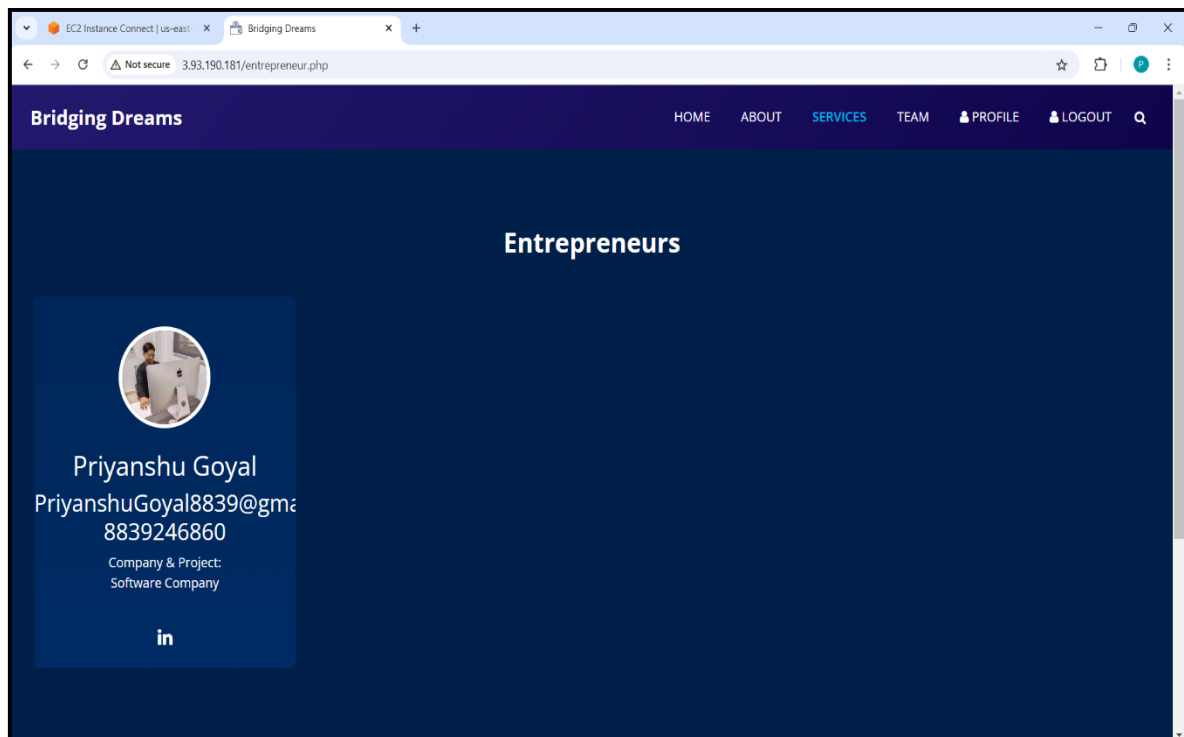 EC2 Instance Connect | us-east- Bridging Dreams
Not secure 3.93.190.181/entrepreneur.php P
Bridging Dreams HOME ABOUT SERVICES TEAM PROFILE LOGOUT
Entrepreneurs
Priyanshu Goyal
PriyanshuGoyal8839@gma
8839246860
Company & Project:
Software Company
in